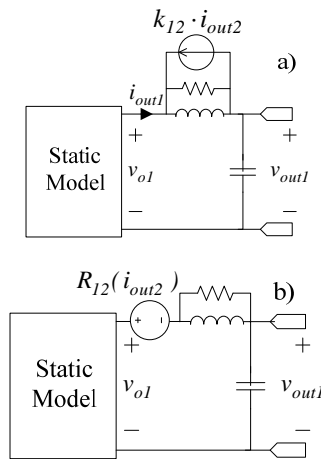 k12·iout2
a)
iout1
+ +
Static
Model
vo1 vout1
− −
R12(iout2) b)
+ -
+ +
Static
Model
vo1 vout1
− −